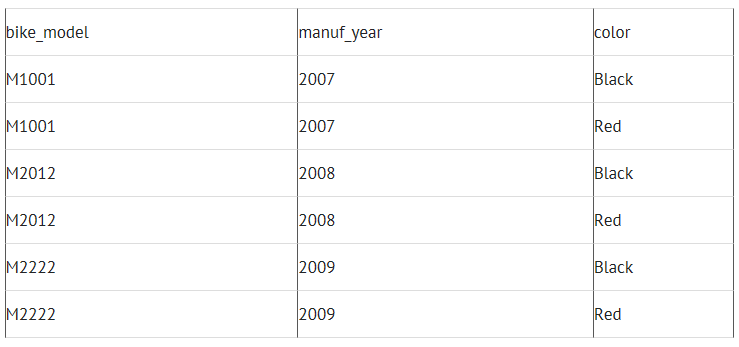 bike_model manuf_year color
M1001 2007 Black
M1001 2007 Red
M2012 2008 Black
M2012 2008 Red
M2222 2009 Black
M2222 2009 Red